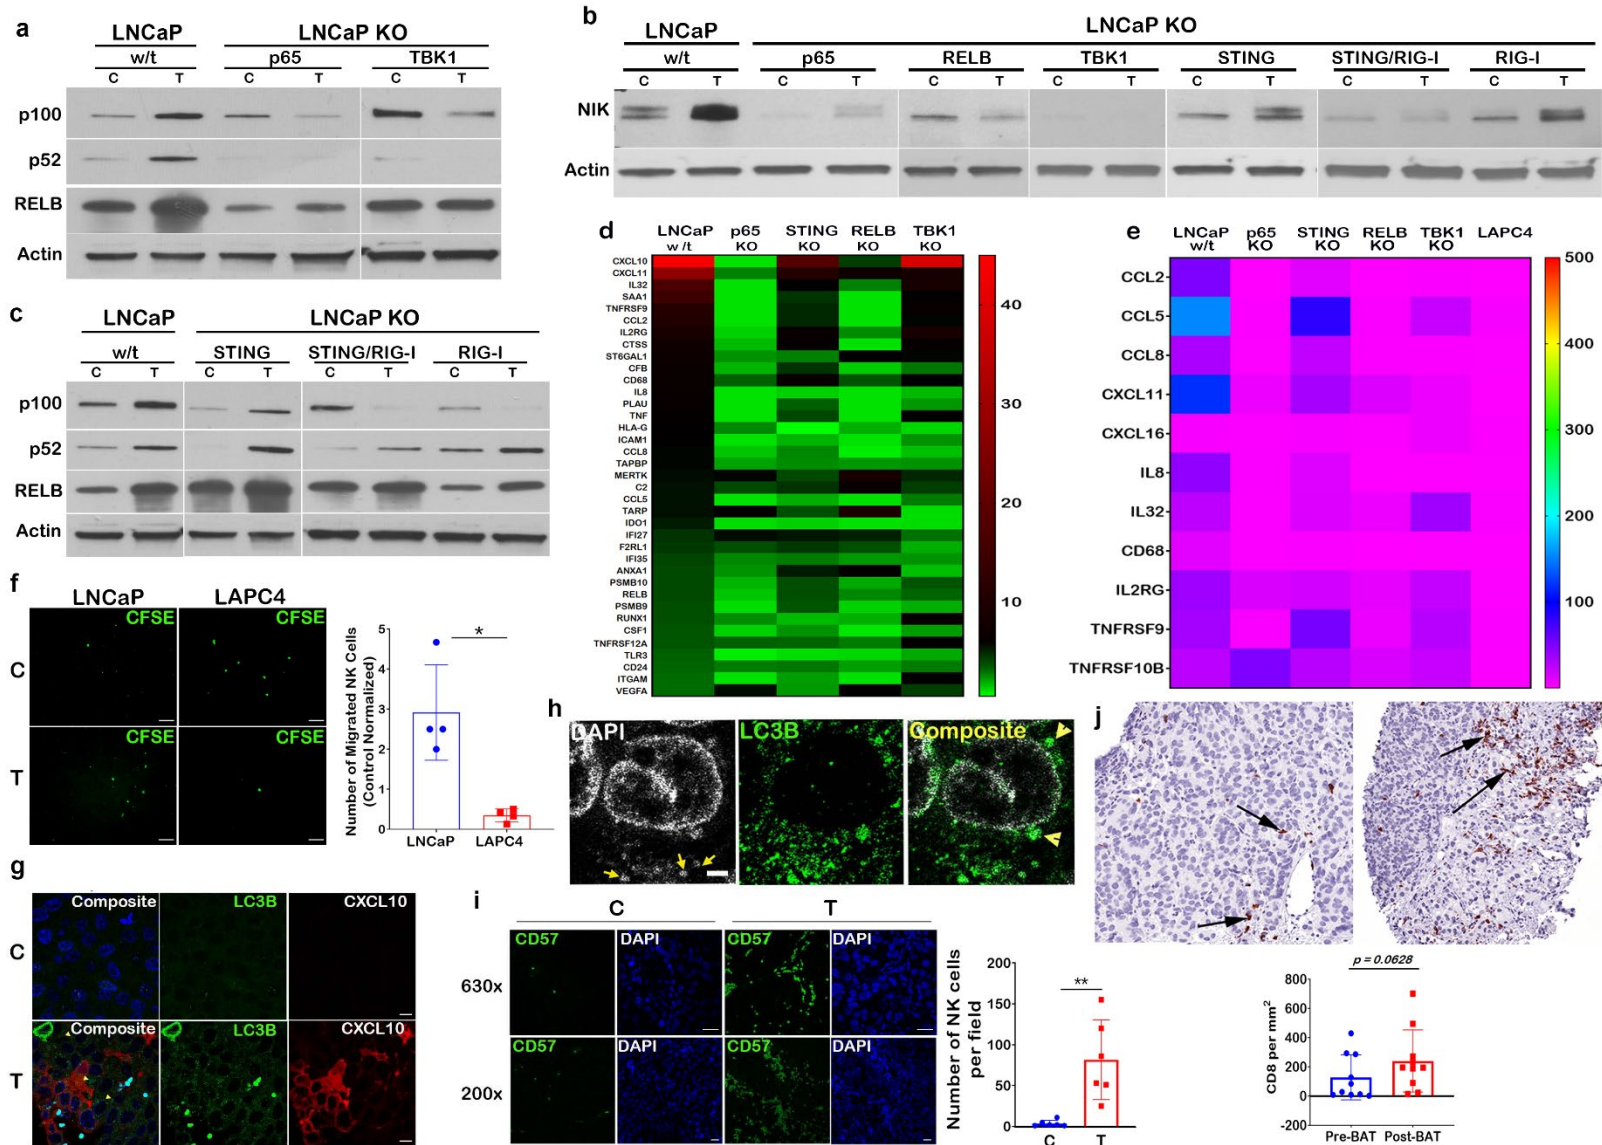 a
LNCaP LNCaP KO
w/t p65 TBK1
C T C T C T
p100
p52
RELB
Actin
b
LNCaP LNCaP KO
w/t p65 RELB TBK1 STING STING/RIG-I RIG-I
C T C T C T C T C T C T C T
NIK
Actin
c
LNCaP LNCaP KO
w/t STING STING/RIG-I RIG-I
C T C T C T C T
p100
p52
RELB
Actin
d
LNCaP p65 STING RELB TBK1
w/t KO KO KO KO
CXCL10
CXCL11
IL32
SAA1
TNFRSF9
CCL2
IL2RG
CTSS
ST6GAL1
CFB
CD68
IL8
PLAU
TNF
HLA-G
ICAM1
CCL8
TAPBP
MERTK
C2
CCL5
TARP
IDO1
IFI27
F2RL1
IFI35
ANXA1
PSMB10
RELB
PSMB9
RUNX1
CSF1
TNFRSF12A
TLR3
CD24
ITGAM
VEGFA
40
30
20
10
e
LNCaP p65 STING RELB TBK1 LAPC4
w/t KO KO KO KO
CCL2
CCL5
CCL8
CXCL11
CXCL16
IL8
IL32
CD68
IL2RG
TNFRSF9
TNFRSF10B
500
400
300
200
100
f
LNCaP LAPC4
CFSE CFSE
C
CFSE CFSE
T
Number of Migrated NK Cells
(Control Normalized)
5
4
3
2
1
0
*
LNCaP LAPC4
g
Composite LC3B CXCL10
C
Composite LC3B CXCL10
T
h
DAPI LC3B Composite
i
C T
CD57 DAPI CD57 DAPI
630x
CD57 DAPI CD57 DAPI
200x
Number of NK cells
per field
200
150
100
50
0
**
C T
j
p = 0.0628
CD8 per mm²
800
600
400
200
0
-200
Pre-BAT Post-BAT